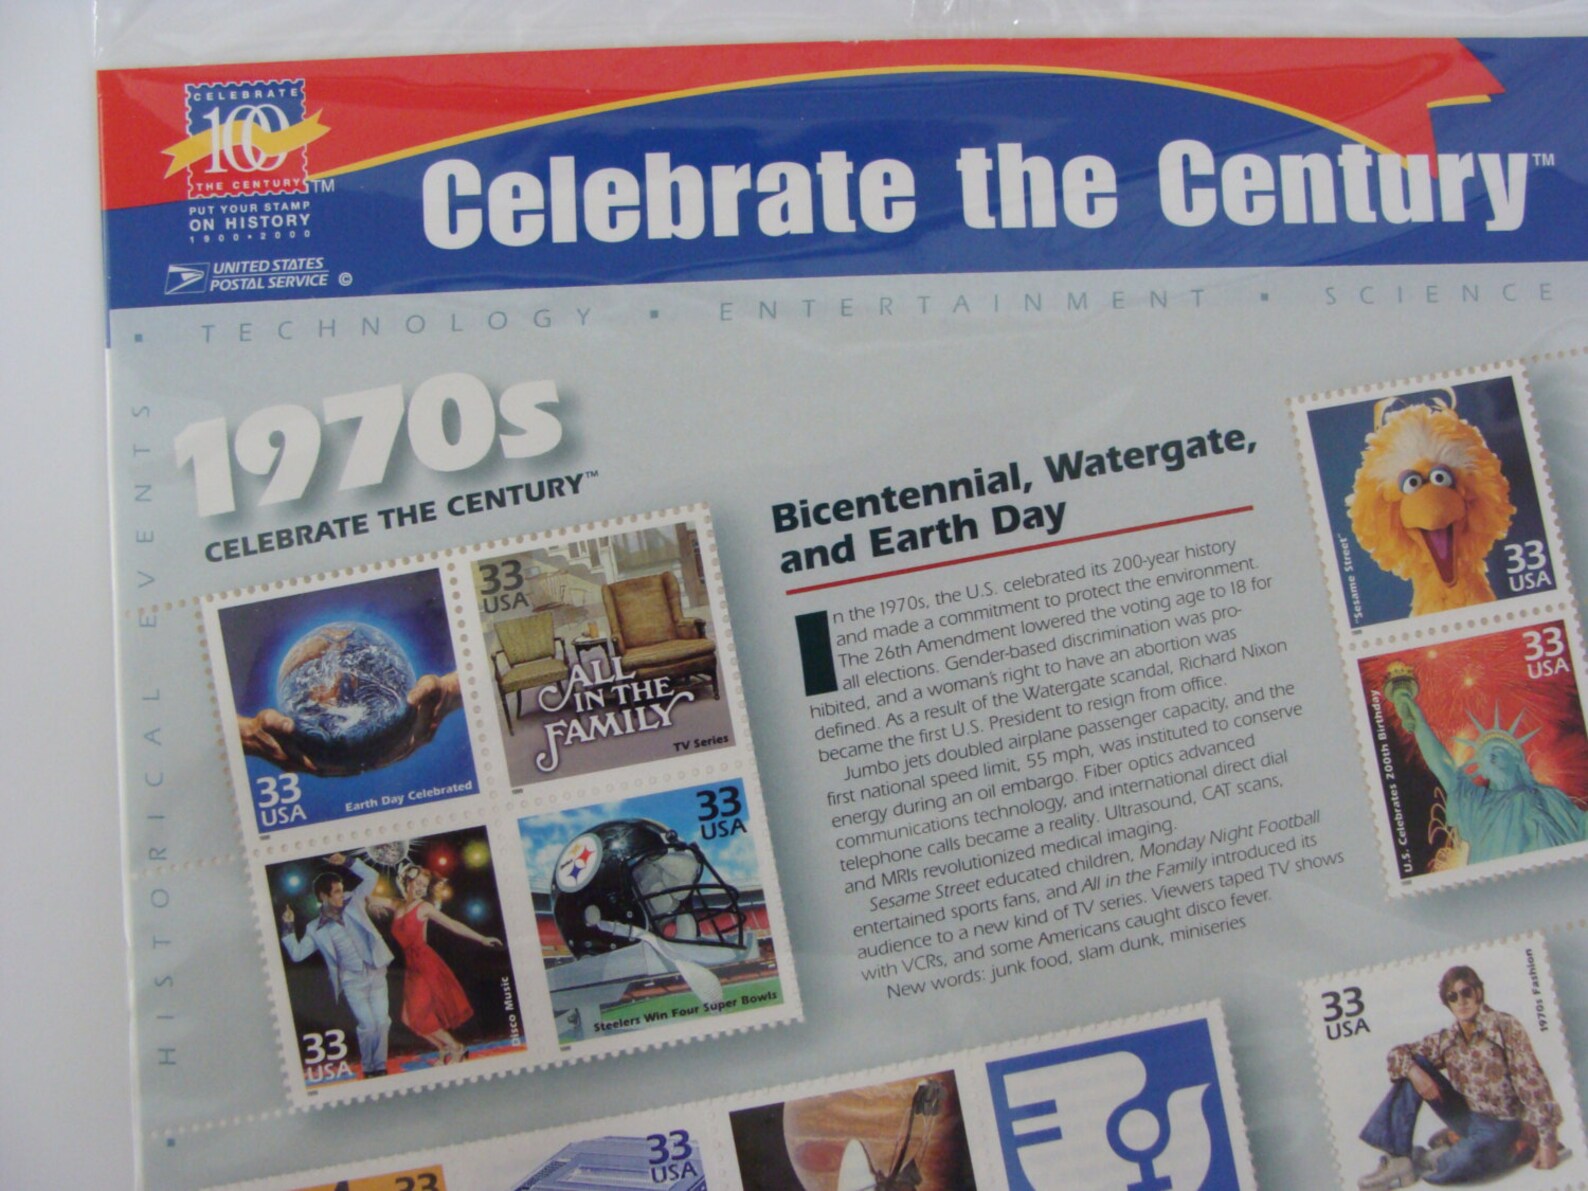 CELEBRATE
100
THE CENTURY™
PUT YOUR STAMP
ON HISTORY
1900•2000
UNITED STATES
POSTAL SERVICE ©
Celebrate the Century™
▪ TECHNOLOGY ▪ ENTERTAINMENT ▪ SCIENCE
HISTORICAL EVENTS
1970s
CELEBRATE THE CENTURY™
33
USA
Earth Day Celebrated
33
USA
ALL
IN THE
FAMILY
TV Series
33
USA
Disco Music
33
USA
Steelers Win Four Super Bowls
Bicentennial, Watergate,
and Earth Day
In the 1970s, the U.S. celebrated its 200-year history
and made a commitment to protect the environment.
The 26th Amendment lowered the voting age to 18 for
all elections. Gender-based discrimination was pro-
hibited, and a woman's right to have an abortion was
defined. As a result of the Watergate scandal, Richard Nixon
became the first U.S. President to resign from office.
Jumbo jets doubled airplane passenger capacity, and the
first national speed limit, 55 mph, was instituted to conserve
energy during an oil embargo. Fiber optics advanced
communications technology, and international direct dial
telephone calls became a reality. Ultrasound, CAT scans,
and MRIs revolutionized medical imaging.
Sesame Street educated children, Monday Night Football
entertained sports fans, and All in the Family introduced its
audience to a new kind of TV series. Viewers taped TV shows
with VCRs, and some Americans caught disco fever.
New words: junk food, slam dunk, miniseries
"Sesame Street"
33
USA
33
USA
U.S. Celebrates 200th Birthday
33
USA
1970s Fashion
33
33
USA